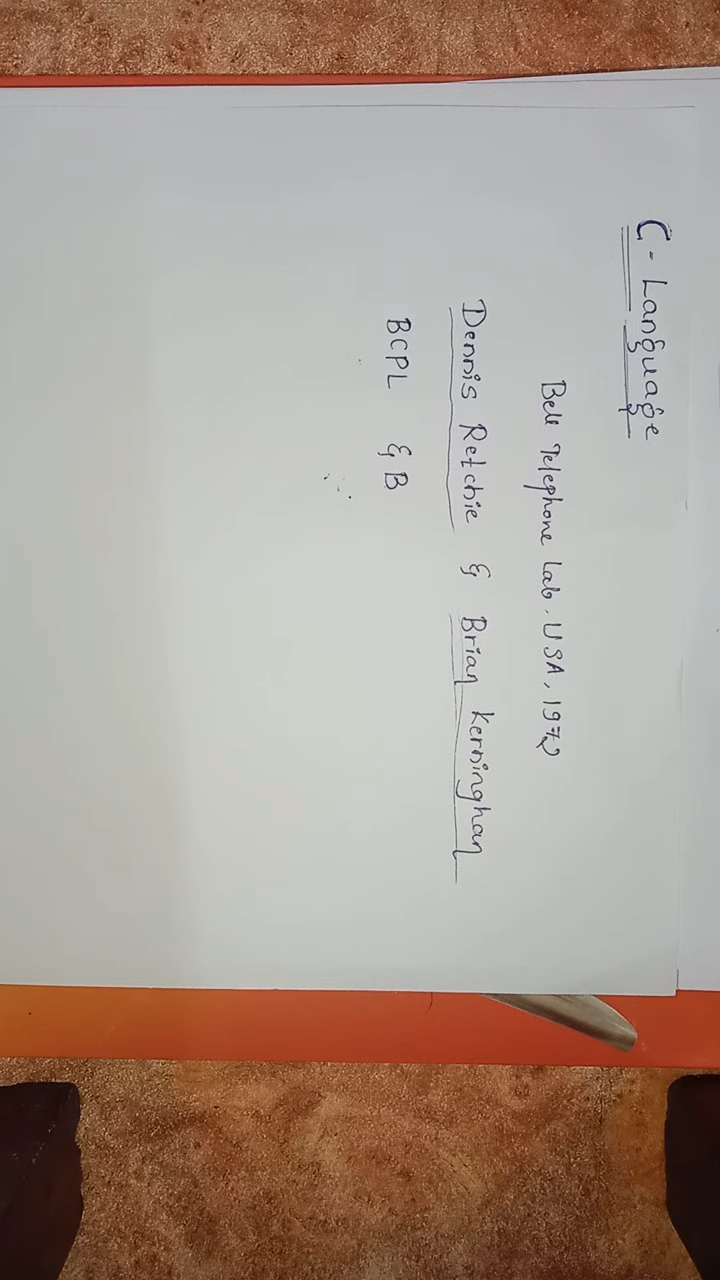 C - Language
Bell Telephone Lab. USA, 1972
Dennis Retchie & Brian Kerninghan
BCPL & B